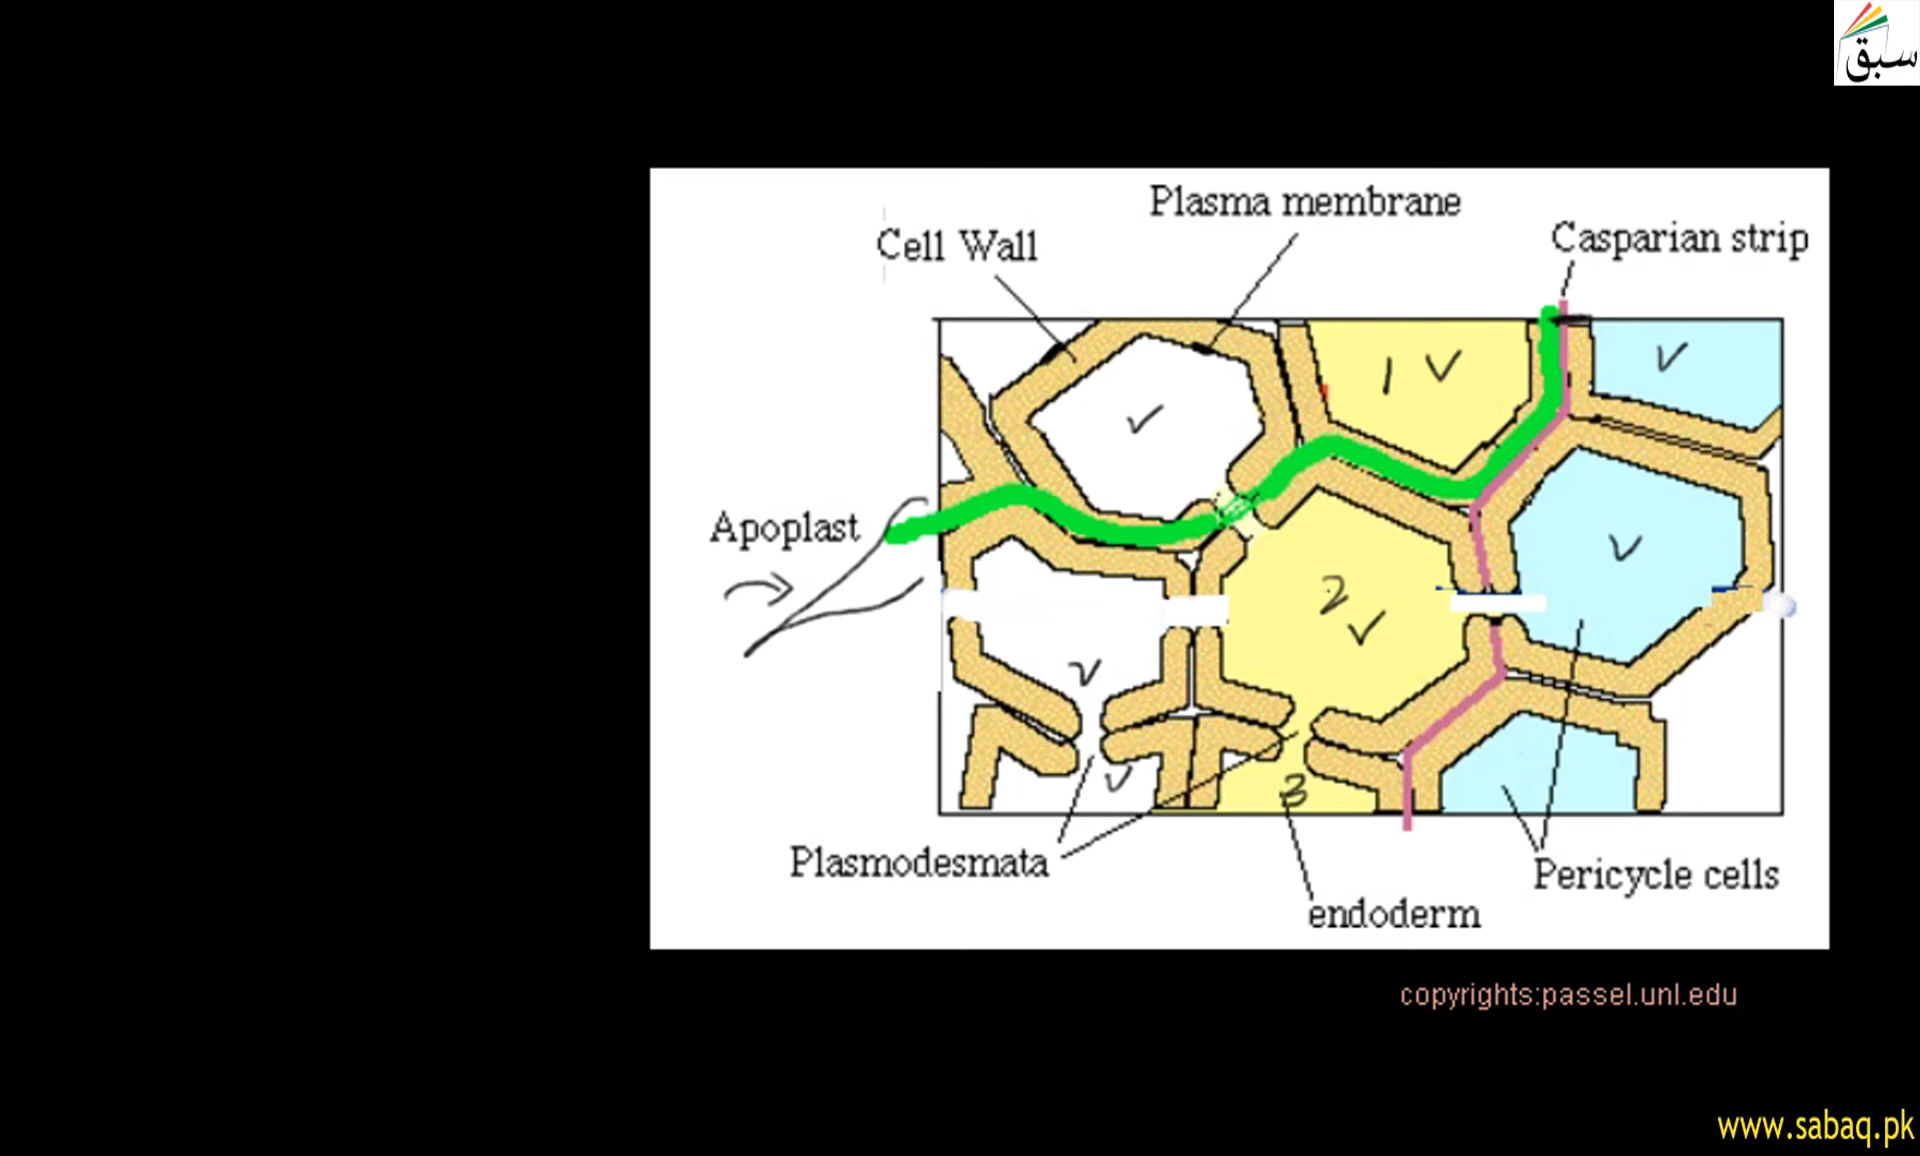 سبق
Plasma membrane
Cell Wall
Casparian strip
1
Apoplast
2
3
Plasmodesmata
Pericycle cells
endoderm
copyrights:passel.unl.edu
www.sabaq.pk